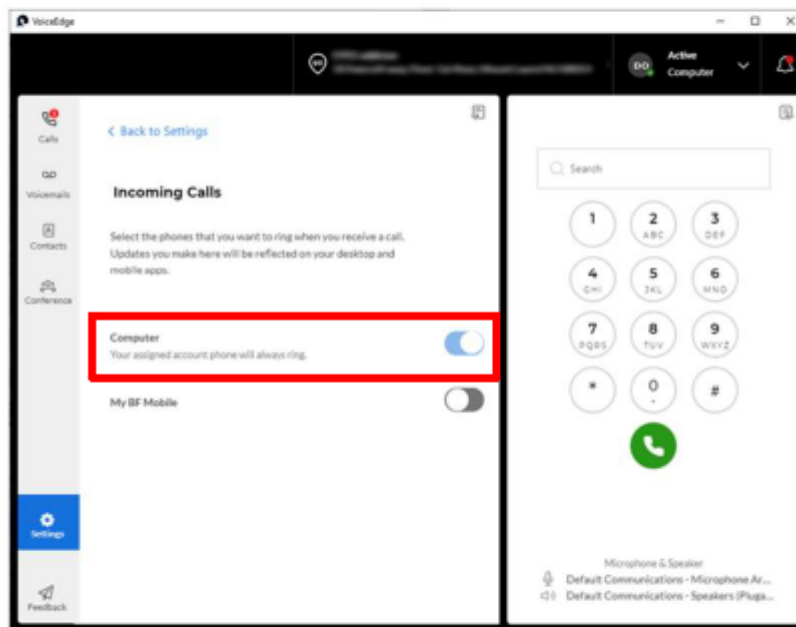 VoiceEdge
DO
Active
Computer
Calls
Voicemails
Contacts
Conference
Settings
Feedback
< Back to Settings
Incoming Calls
Select the phones that you want to ring when you receive a call.
Updates you make here will be reflected on your desktop and
mobile apps.
Computer
Your assigned account phone will always ring.
My BF Mobile
Search
1
2
ABC
3
DEF
4
GHI
5
JKL
6
MNO
7
PQRS
8
TUV
9
WXYZ
*
0
+
#
Microphone & Speaker
Default Communications - Microphone Ar...
Default Communications - Speakers (Pluga...